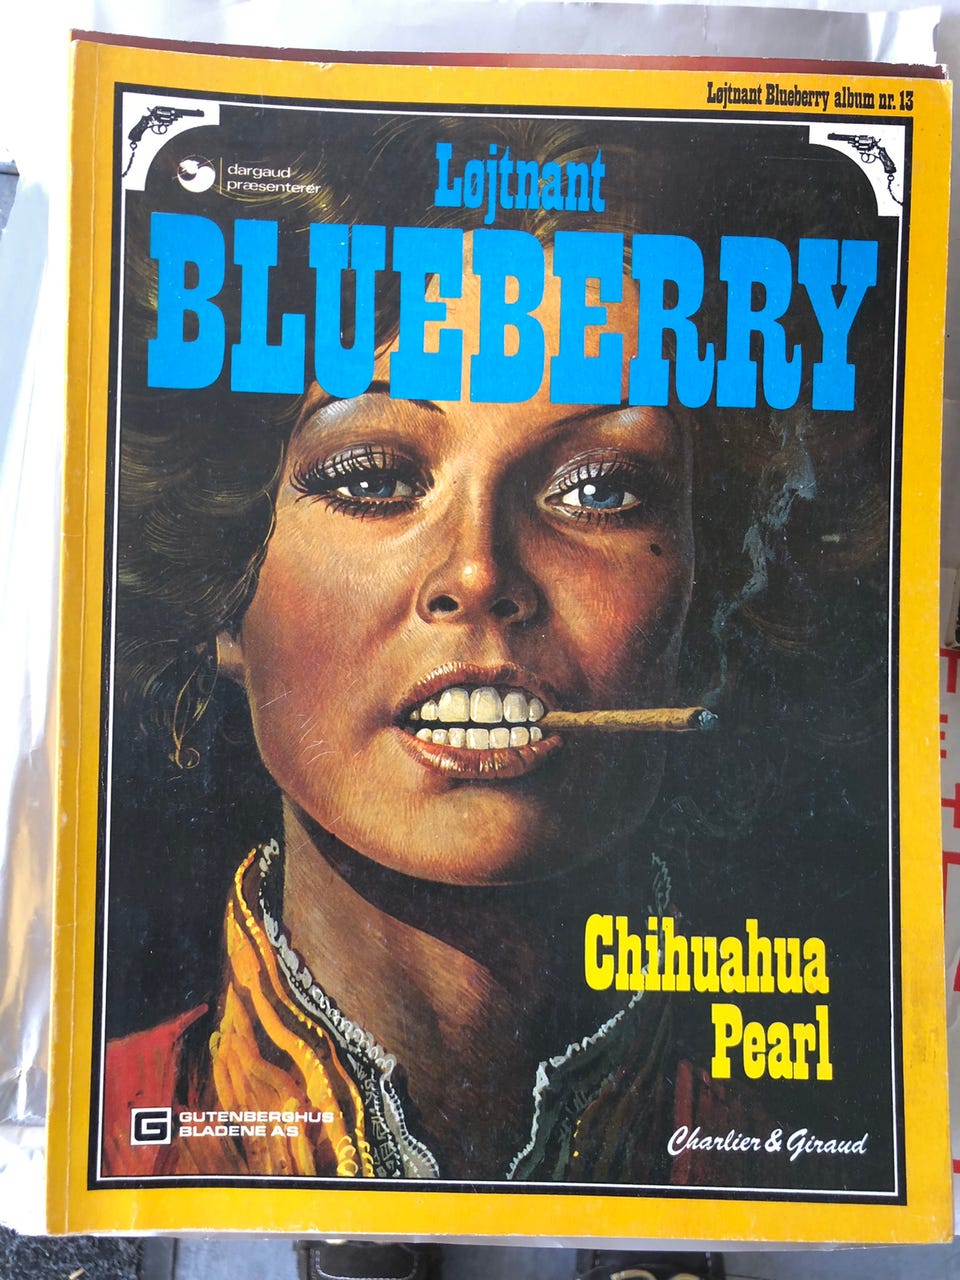 Løjtnant Blueberry album nr. 13
dargaud
præsenterer
Løjtnant
BLUEBERRY
Chihuahua
Pearl
G GUTENBERGHUS
BLADENE A/S
Charlier & Giraud